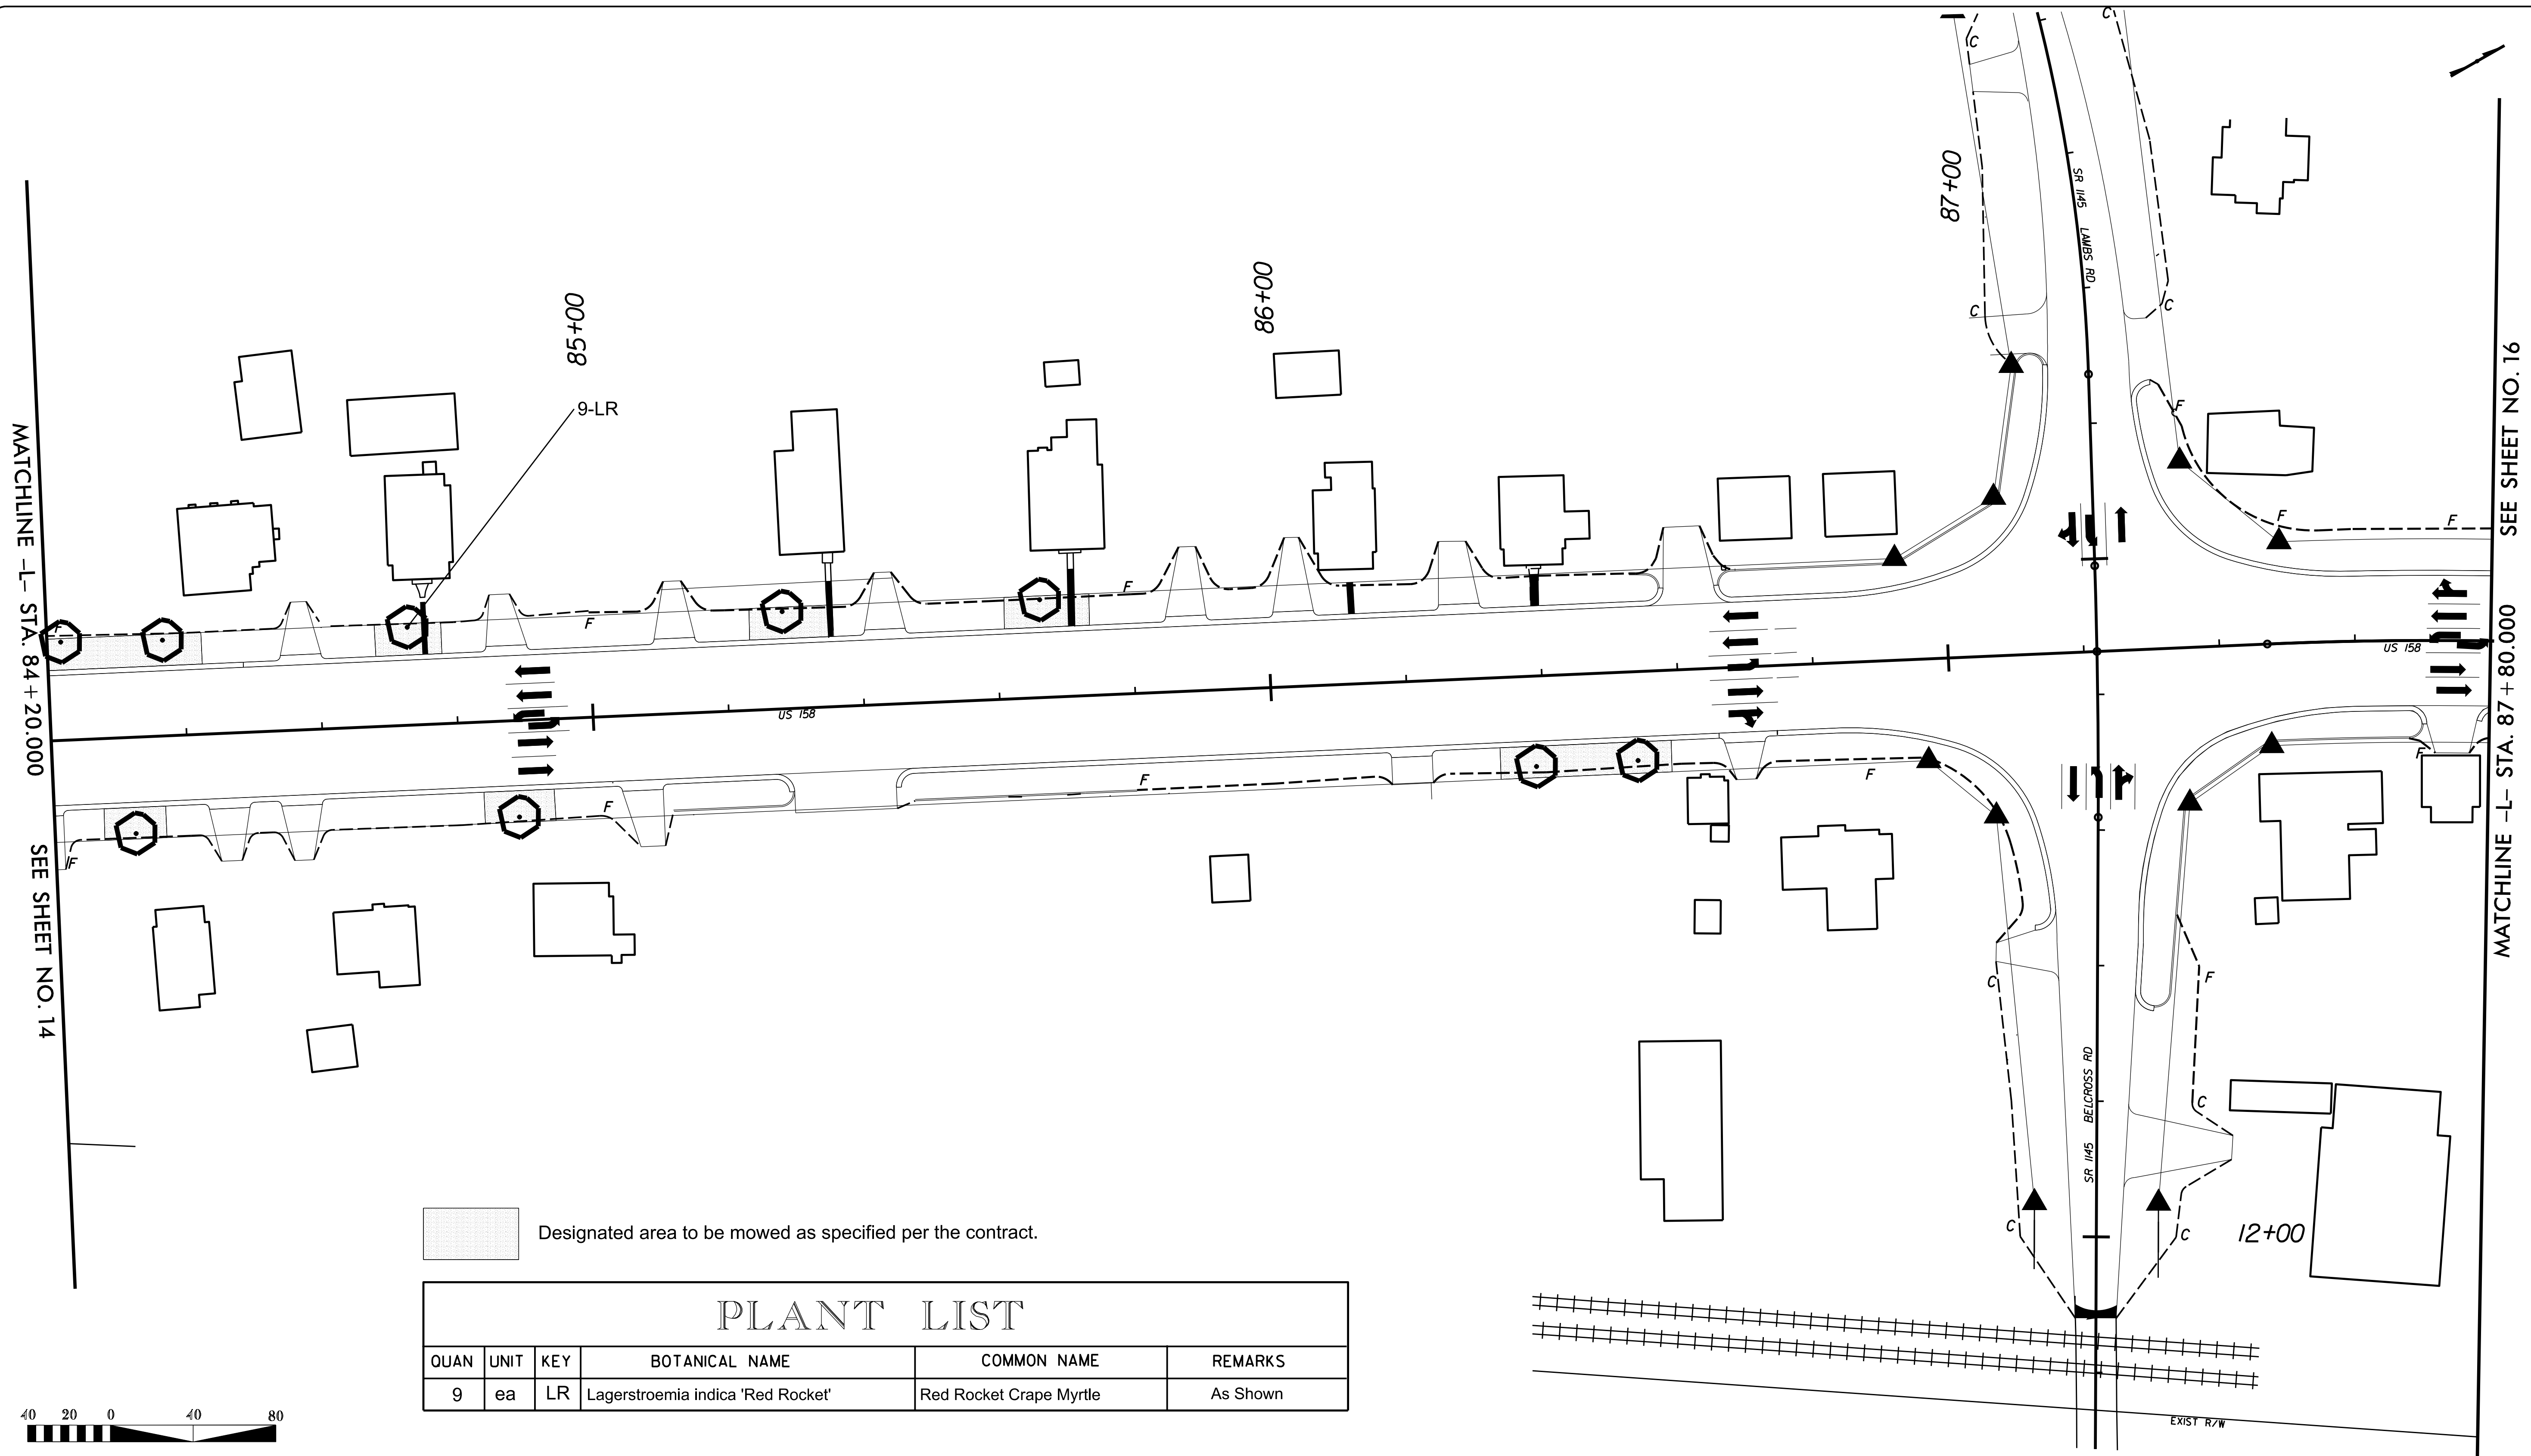 C
C
87+00
SR 1145 LAMBS RD
C
C
85+00
86+00
9-LR
F
F
F
MATCHLINE -L- STA. 84+20.000 SEE SHEET NO. 14
MATCHLINE -L- STA. 87+80.000 SEE SHEET NO. 16
F
F
F
US 158
US 158
F
F
F
F
F
C
F
SR 1145 BELCROSS RD
C
C
C
12+00
Designated area to be mowed as specified per the contract.
PLANT LIST
QUAN UNIT KEY BOTANICAL NAME COMMON NAME REMARKS
9 ea LR Lagerstroemia indica 'Red Rocket' Red Rocket Crape Myrtle As Shown
40 20 0 40 80
EXIST R/W